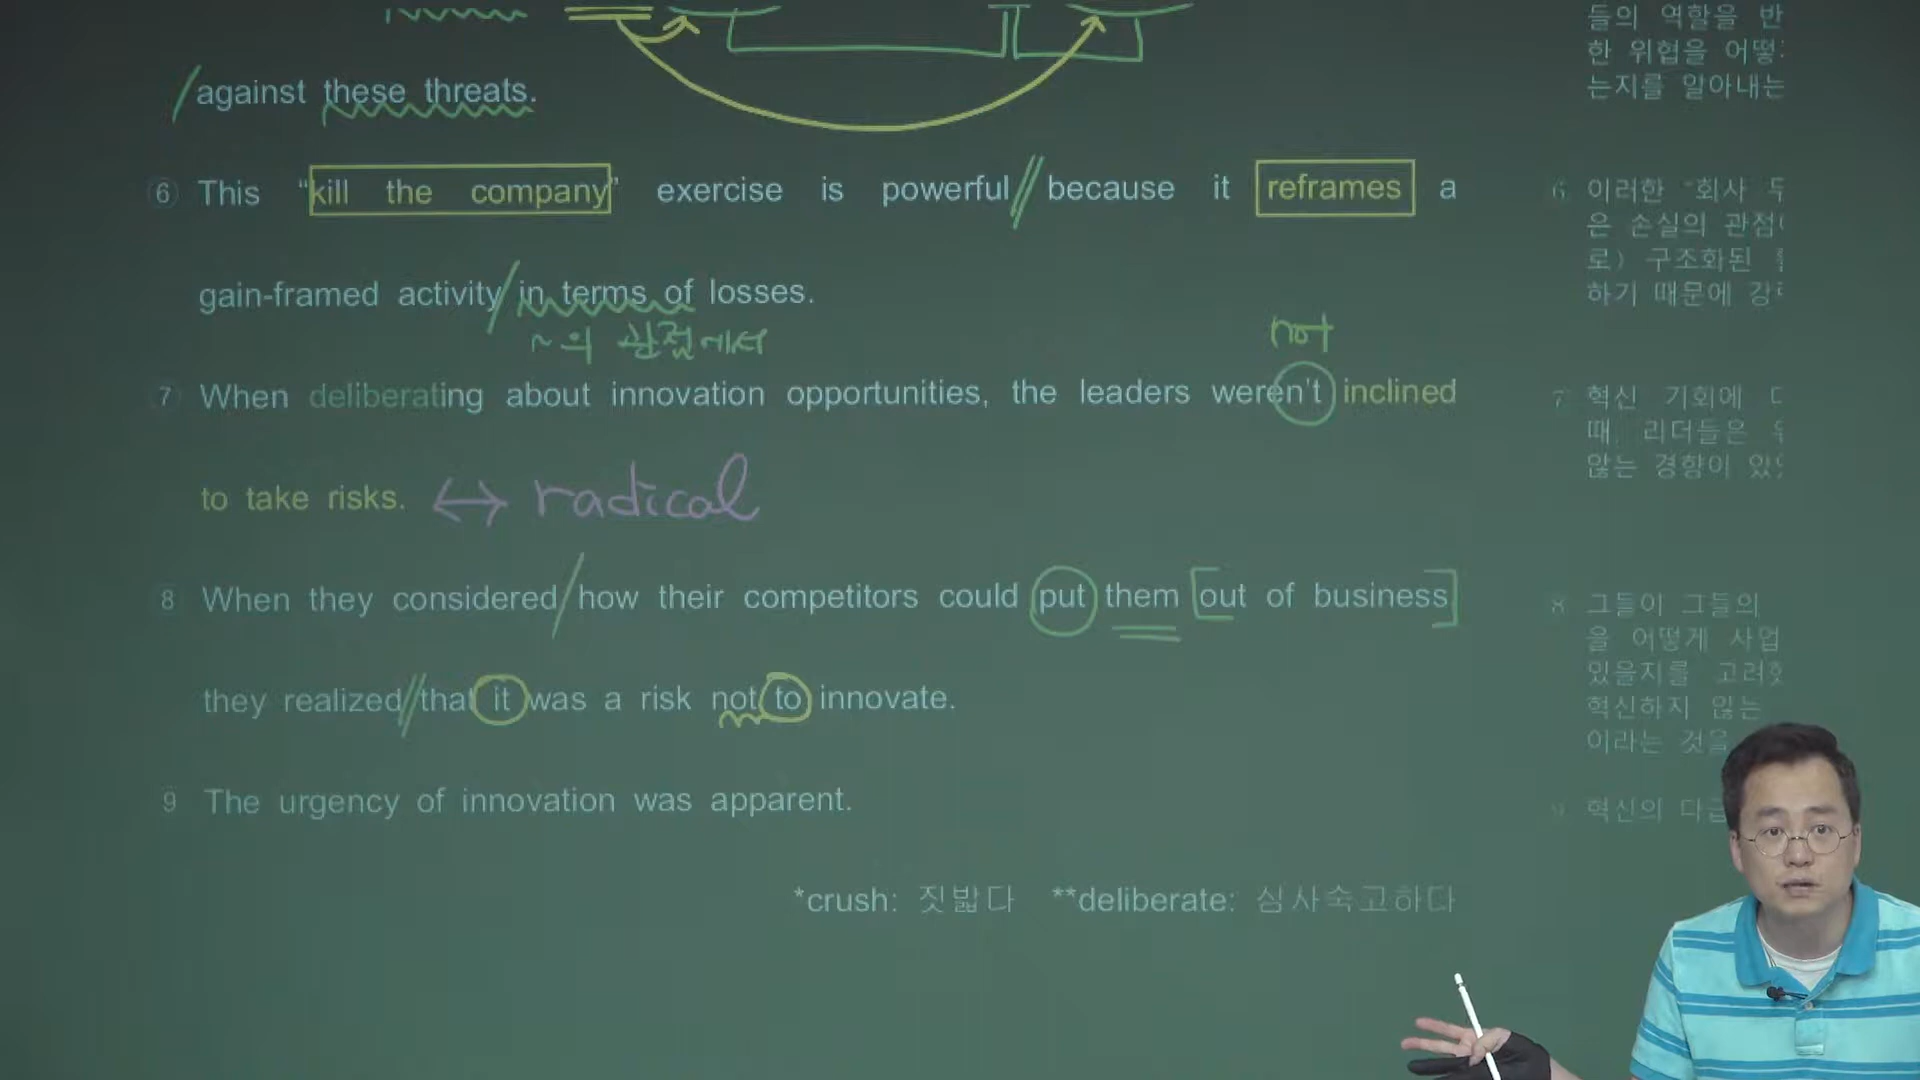 against these threats.
⑥ This “kill the company” exercise is powerful because it reframes a
gain-framed activity in terms of losses.
~의 관점에서
not
⑦ When deliberating about innovation opportunities, the leaders weren't inclined
to take risks. ↔ radical
8 When they considered how their competitors could put them out of business
they realized that it was a risk not to innovate.
9 The urgency of innovation was apparent.
*crush: 짓밟다 **deliberate: 심사숙고하다
들의 역할을 반
한 위협을 어떻
는지를 알아내는
6 이러한 “회사
은 손실의 관점
로) 구조화된
하기 때문에 강
7 혁신 기회에
때, 리더들은
않는 경향이
8 그들이 그들의
을 어떻게 사업
있을지를 고려
혁신하지 않는
이라는 것을
9 혁신의 다급